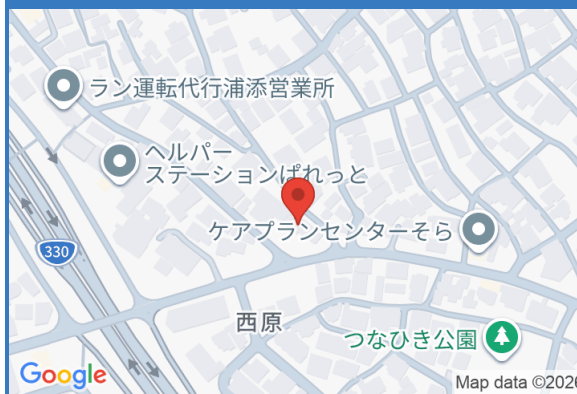 ラン運転代行浦添営業所
ヘルパー
ステーションぱれっと
ケアプランセンターそら
330
西原
つなひき公園
Google
Map data ©2026